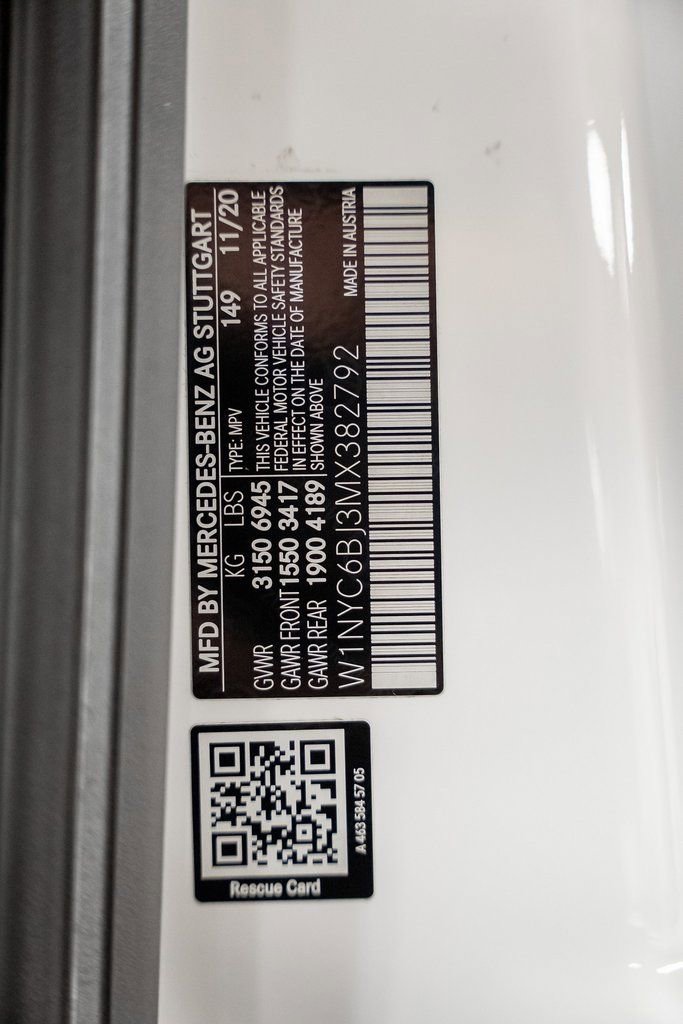 MFD BY MERCEDES-BENZ AG STUTTGART
KG LBS TYPE: MPV 149 11/20
GVWR 3150 6945 THIS VEHICLE CONFORMS TO ALL APPLICABLE
FEDERAL MOTOR VEHICLE SAFETY STANDARDS
GAWR FRONT 1550 3417 IN EFFECT ON THE DATE OF MANUFACTURE
GAWR REAR 1900 4189 SHOWN ABOVE
W1NYC6BJ3MX382792 MADE IN AUSTRIA
A 463 584 57 05
Rescue Card